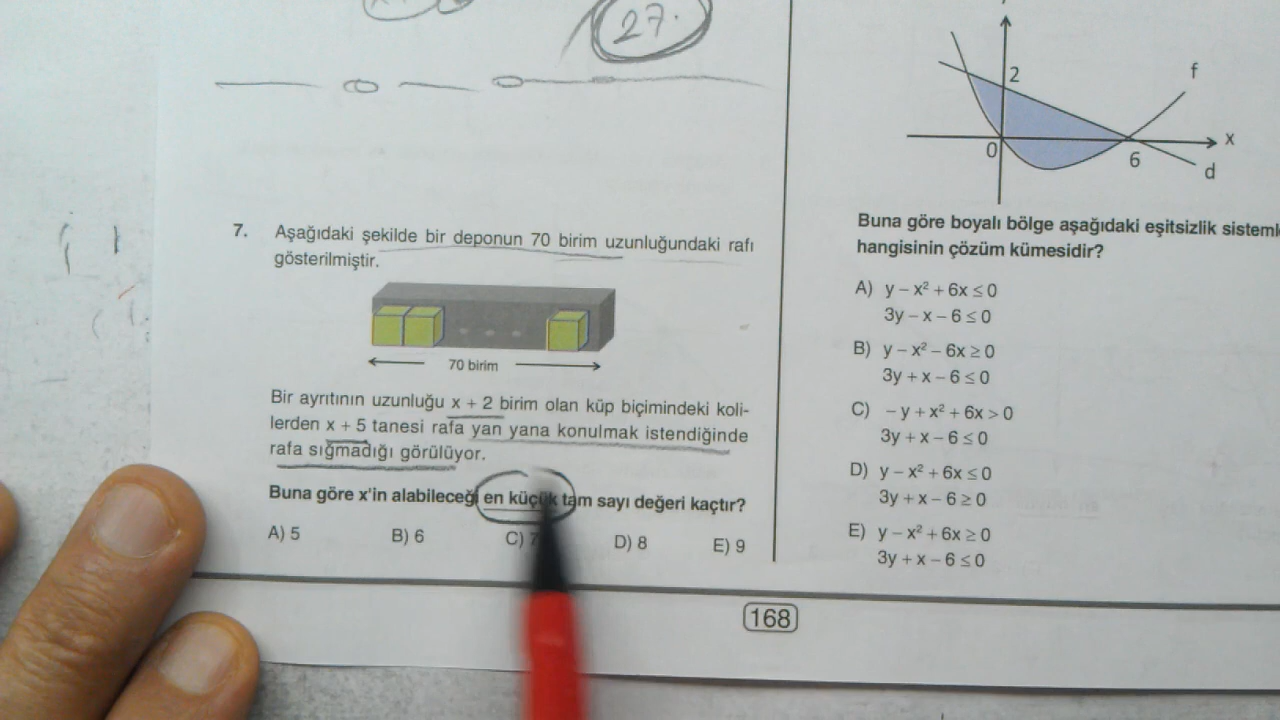 27.
7. Aşağıdaki şekilde bir deponun 70 birim uzunluğundaki rafı
gösterilmiştir.
70 birim
Bir ayrıtının uzunluğu x + 2 birim olan küp biçimindeki koli-
lerden x + 5 tanesi rafa yan yana konulmak istendiğinde
rafa sığmadığı görülüyor.
Buna göre x'in alabileceği en küçük tam sayı değeri kaçtır?
A) 5 B) 6 C) 7 D) 8 E) 9
2
f
x
0
6
d
Buna göre boyalı bölge aşağıdaki eşitsizlik
hangisinin çözüm kümesidir?
A) y – x² + 6x ≤ 0
3y – x – 6 ≤ 0
B) y – x² – 6x ≥ 0
3y + x – 6 ≤ 0
C) – y + x² + 6x > 0
3y + x – 6 ≤ 0
D) y – x² + 6x ≤ 0
3y + x – 6 ≥ 0
E) y – x² + 6x ≥ 0
3y + x – 6 ≤ 0
168